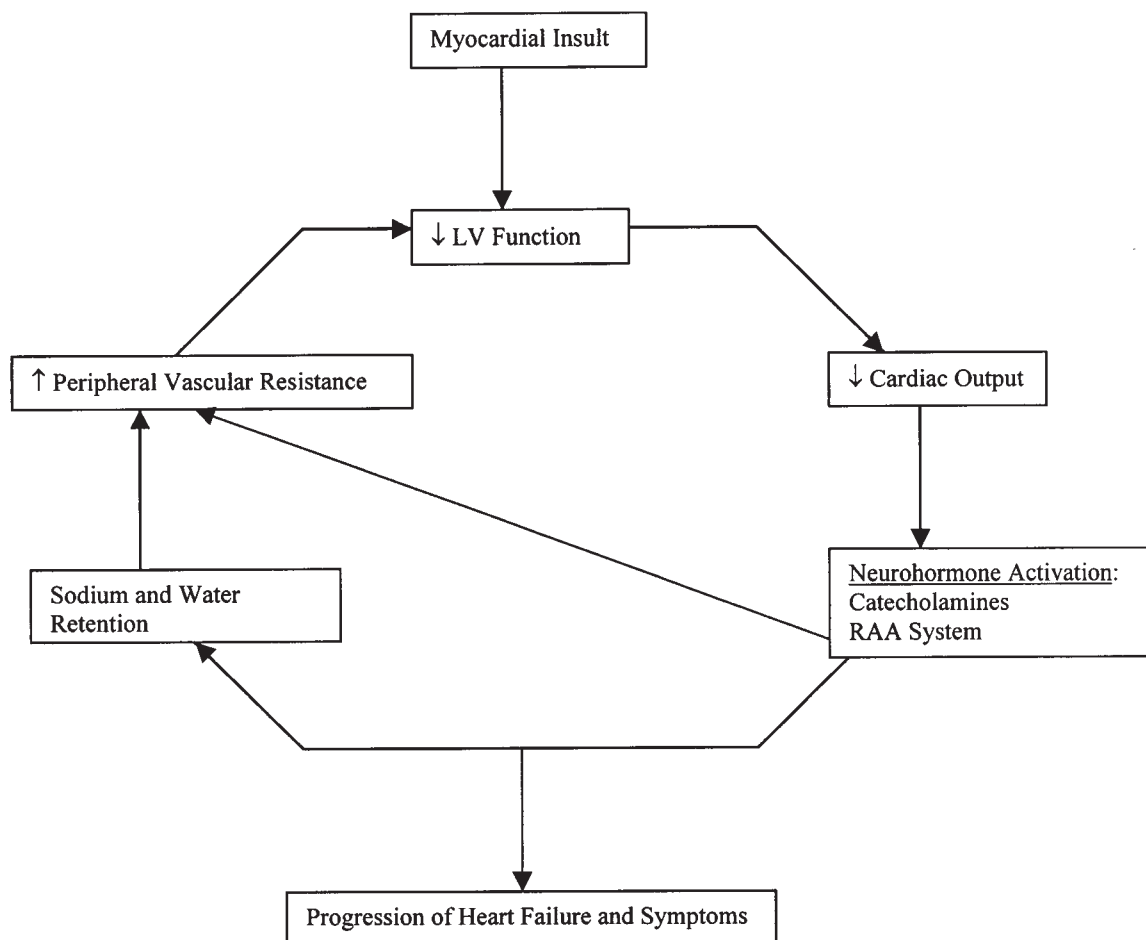 Myocardial Insult
↓ LV Function
↑ Peripheral Vascular Resistance
↓ Cardiac Output
Sodium and Water
Retention
Neurohormone Activation:
Catecholamines
RAA System
Progression of Heart Failure and Symptoms